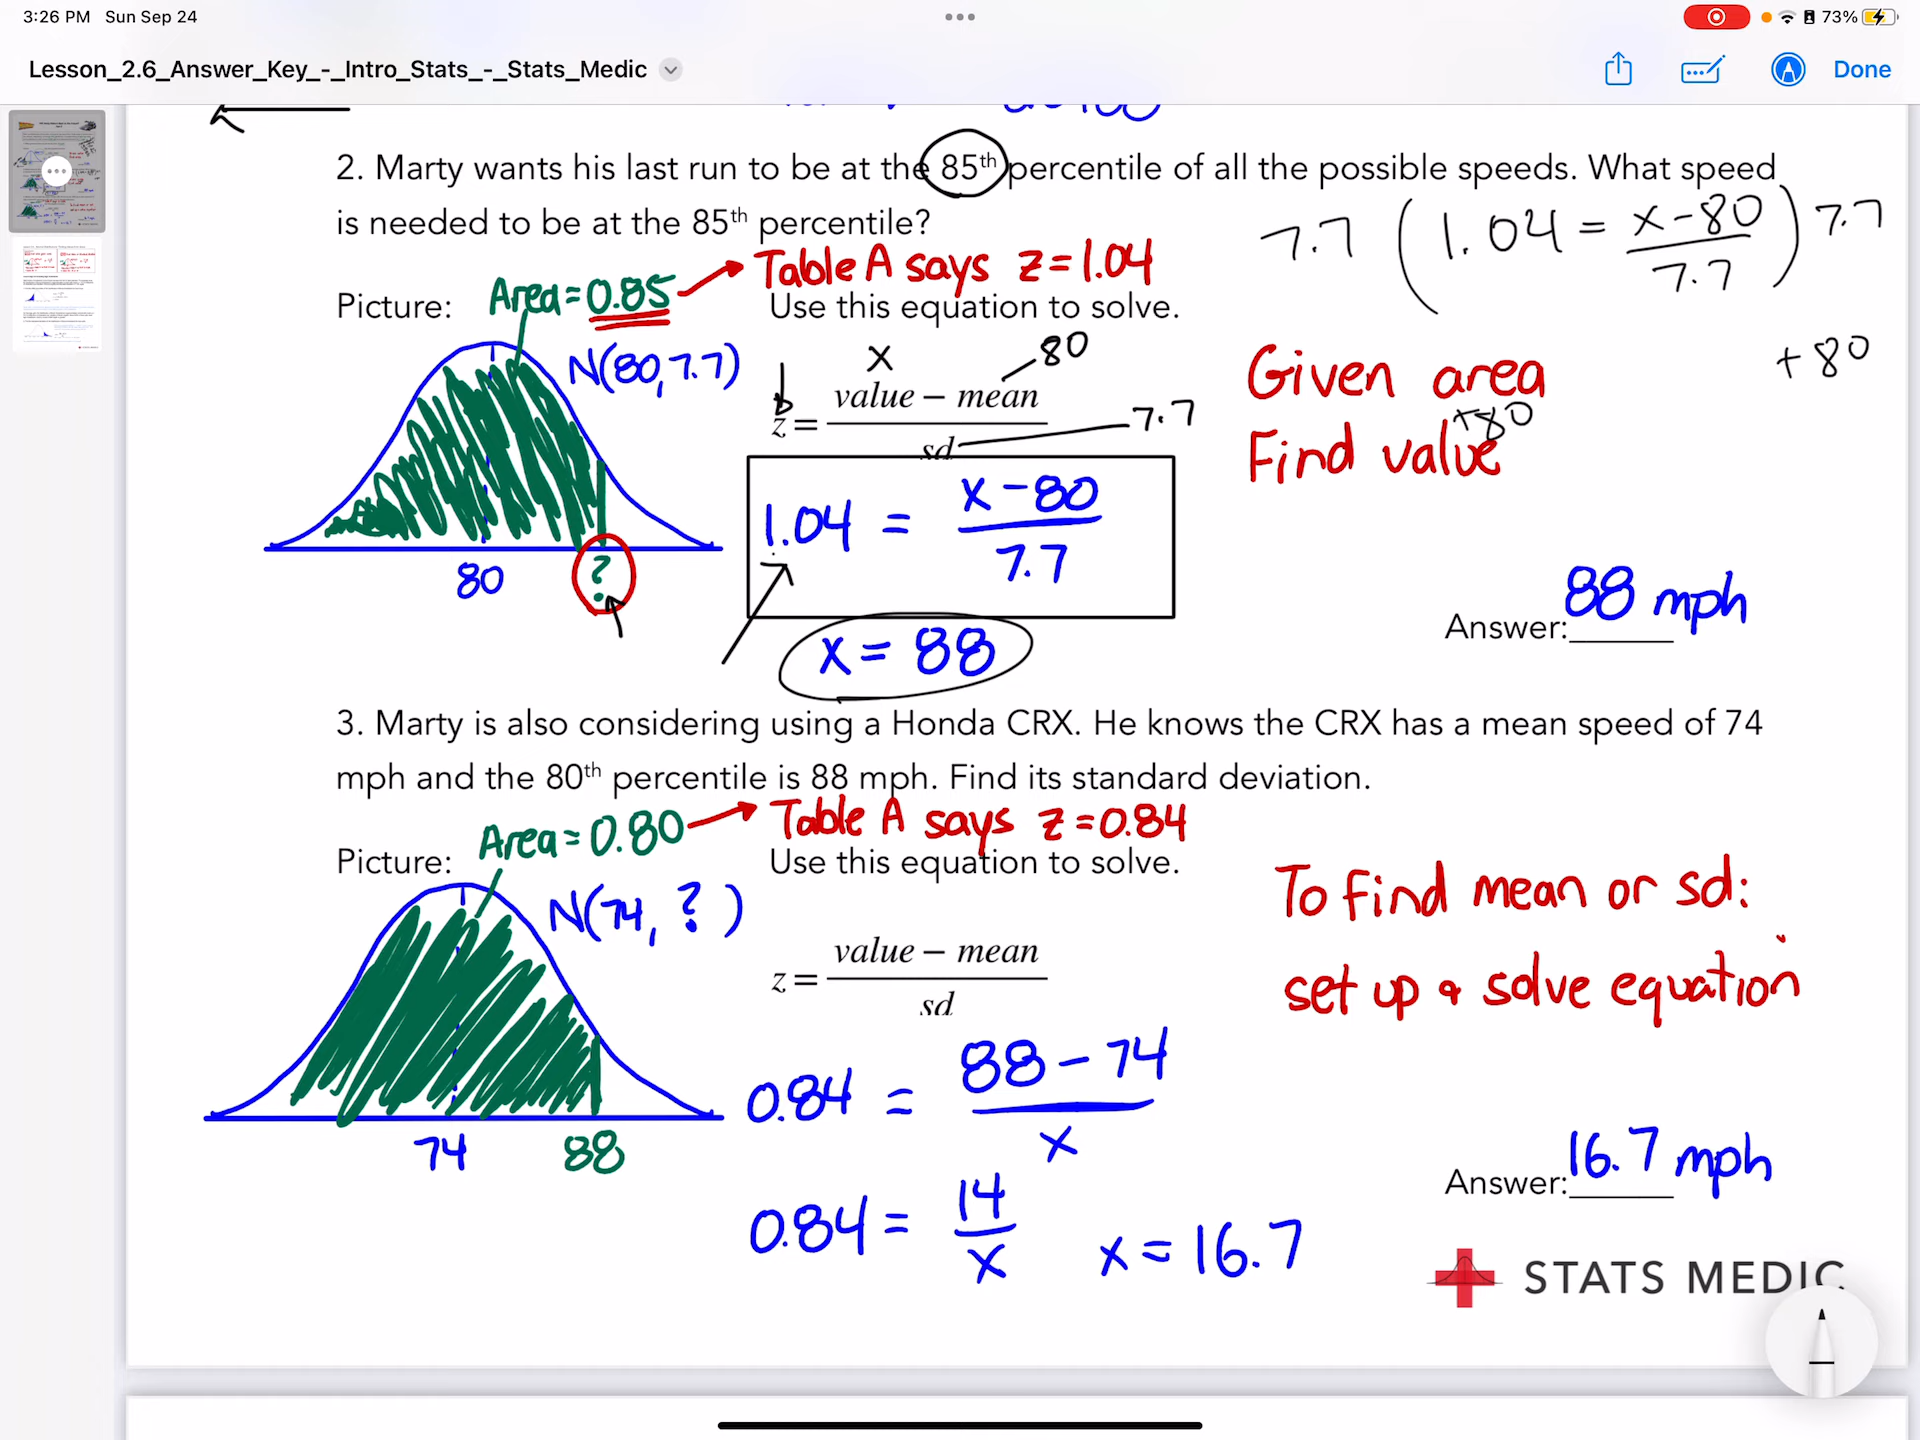 3:26 PM Sun Sep 24
73%
Lesson_2.6_Answer_Key_-_Intro_Stats_-_Stats_Medic
Done
2. Marty wants his last run to be at the 85th percentile of all the possible speeds. What speed
is needed to be at the 85th percentile?
7.7 ( 1.04 = x-80 / 7.7 ) 7.7
Area=0.85
Table A says z=1.04
Picture:
Use this equation to solve.
N(80,7.7)
x
80
z = value – mean / sd
7.7
Given area
+80
+80
Find value
1.04 = x-80 / 7.7
80
?
x = 88
88 mph
Answer:______
3. Marty is also considering using a Honda CRX. He knows the CRX has a mean speed of 74
mph and the 80th percentile is 88 mph. Find its standard deviation.
Area=0.80
Table A says z=0.84
Picture:
Use this equation to solve.
N(74, ?)
z = value – mean / sd
To find mean or sd:
set up & solve equation
0.84 = 88-74 / x
74
88
16.7 mph
Answer:______
0.84 = 14 / x
x = 16.7
STATS MEDIC